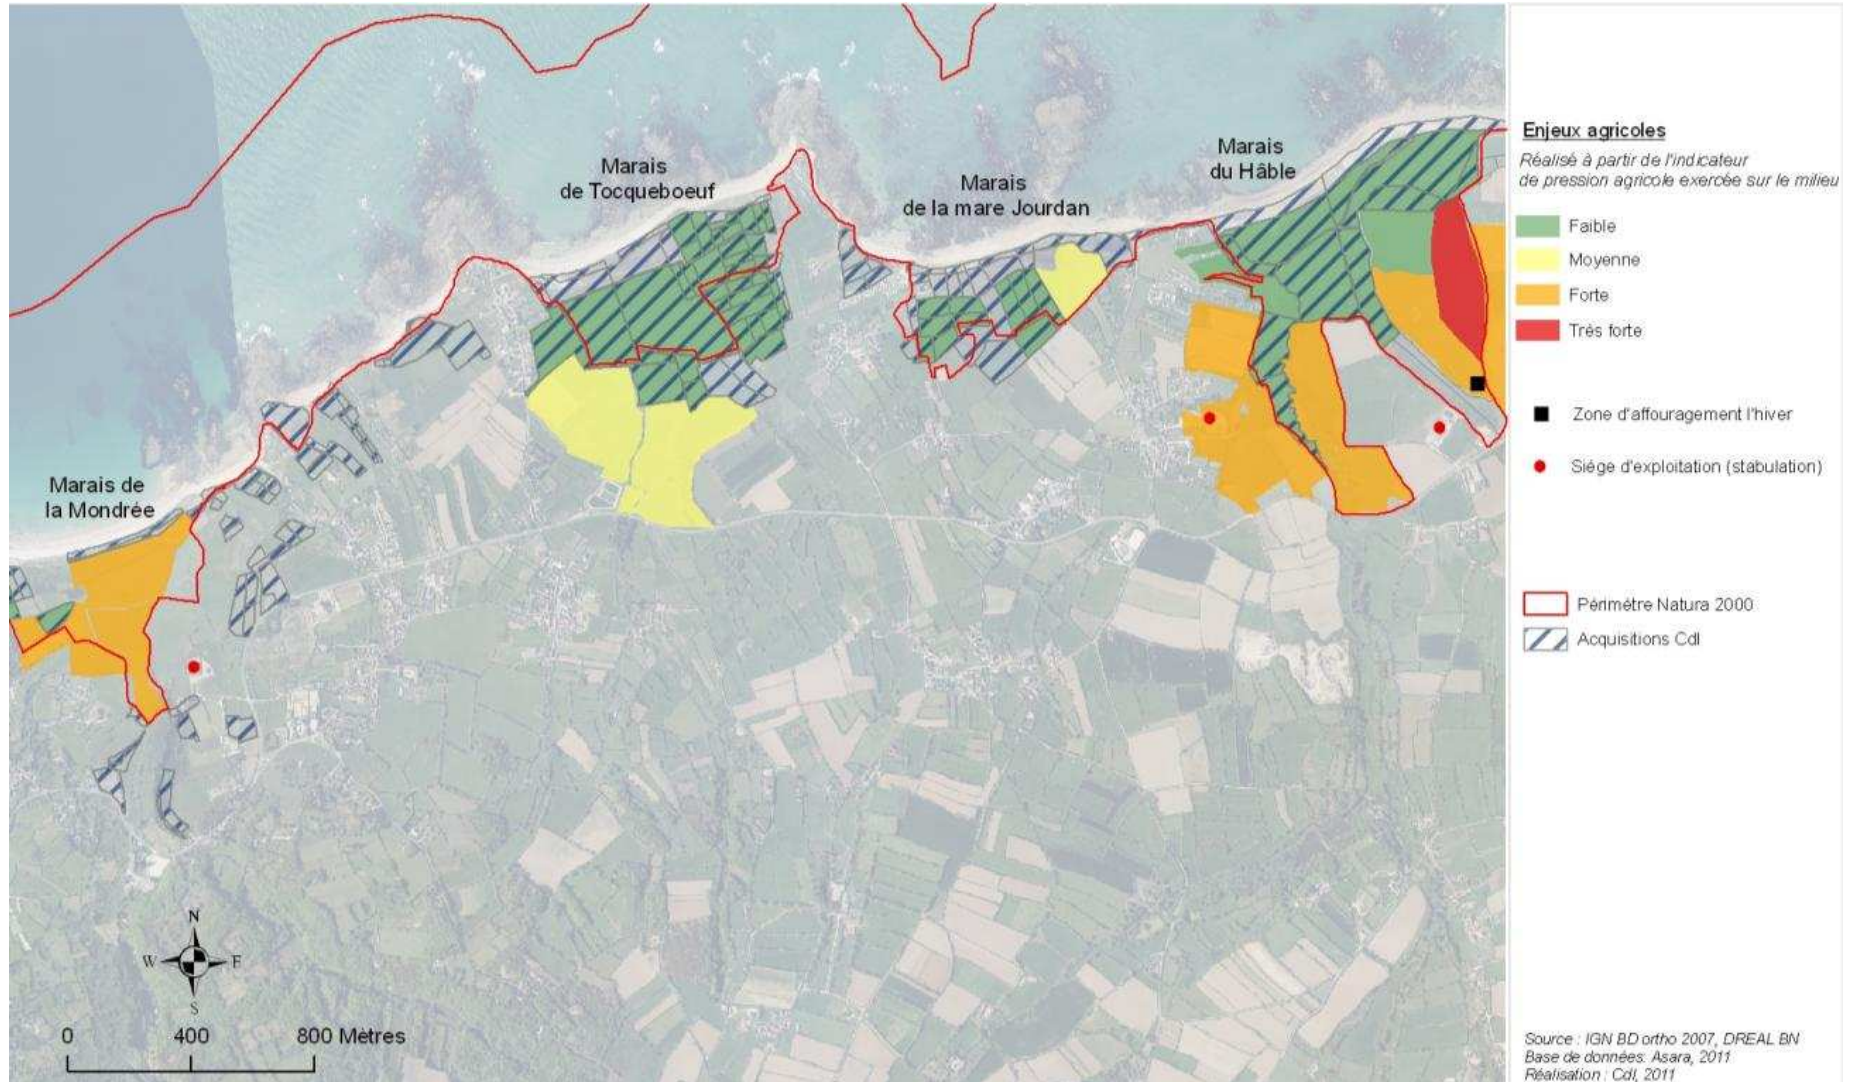 Marais
de Tocqueboeuf
Marais
de la mare Jourdan
Marais
du Hâble
Marais de
la Mondrée
N
W
E
S
0 400 800 Mètres
Enjeux agricoles
Réalisé à partir de l'indicateur
de pression agricole exercée sur le milieu
Faible
Moyenne
Forte
Très forte
Zone d'affouragement l'hiver
Siége d'exploitation (stabulation)
Périmètre Natura 2000
Acquisitions Cdl
Source : IGN BD ortho 2007, DREAL BN
Base de données: Asara, 2011
Réalisation : Cdl, 2011